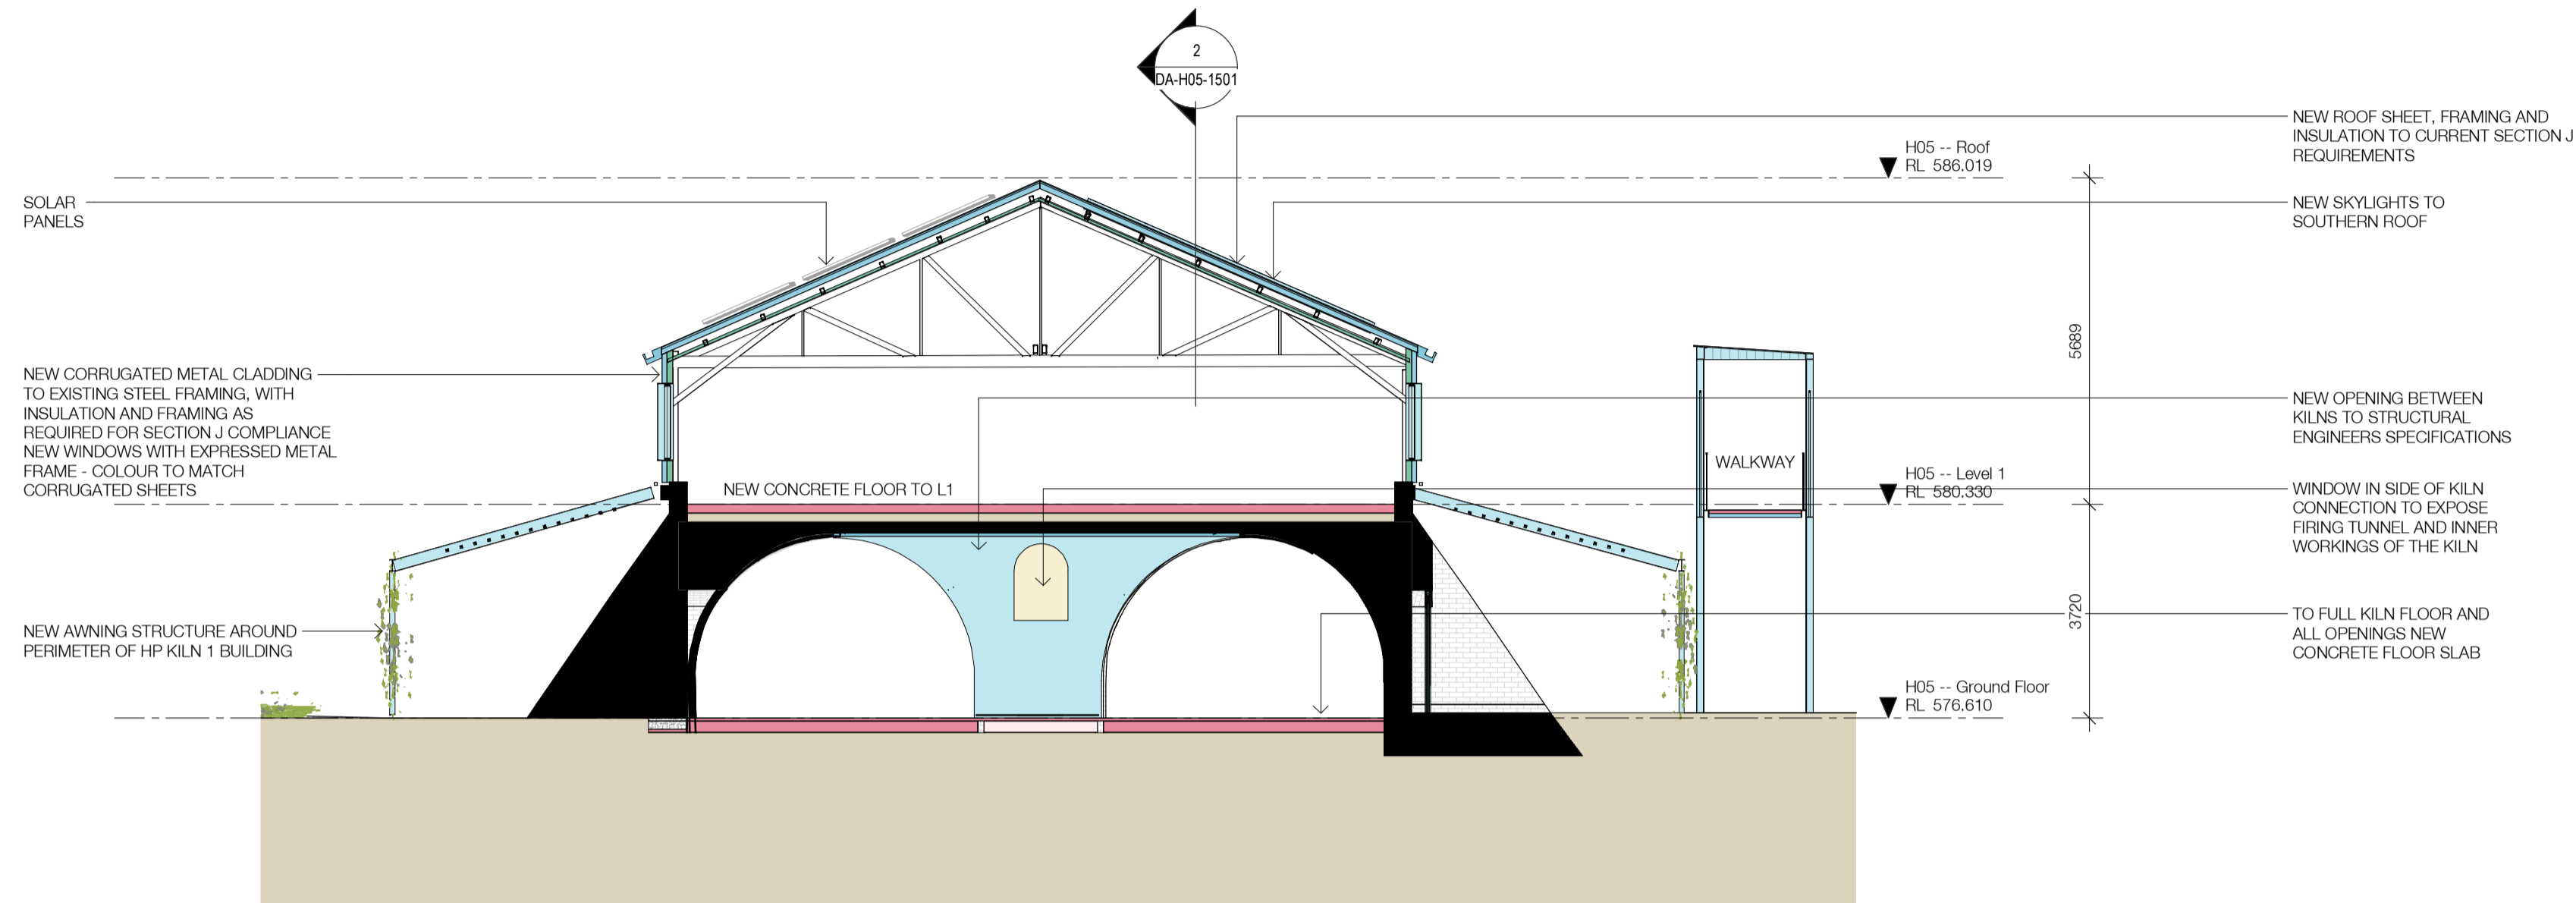 2
DA-H05-1501
SOLAR
PANELS
NEW CORRUGATED METAL CLADDING
TO EXISTING STEEL FRAMING, WITH
INSULATION AND FRAMING AS
REQUIRED FOR SECTION J COMPLIANCE
NEW WINDOWS WITH EXPRESSED METAL
FRAME - COLOUR TO MATCH
CORRUGATED SHEETS
NEW AWNING STRUCTURE AROUND
PERIMETER OF HP KILN 1 BUILDING
NEW CONCRETE FLOOR TO L1
WALKWAY
H05 -- Roof
RL 586.019
H05 -- Level 1
RL 580.330
H05 -- Ground Floor
RL 576.610
5689
3720
NEW ROOF SHEET, FRAMING AND
INSULATION TO CURRENT SECTION J
REQUIREMENTS
NEW SKYLIGHTS TO
SOUTHERN ROOF
NEW OPENING BETWEEN
KILNS TO STRUCTURAL
ENGINEERS SPECIFICATIONS
WINDOW IN SIDE OF KILN
CONNECTION TO EXPOSE
FIRING TUNNEL AND INNER
WORKINGS OF THE KILN
TO FULL KILN FLOOR AND
ALL OPENINGS NEW
CONCRETE FLOOR SLAB